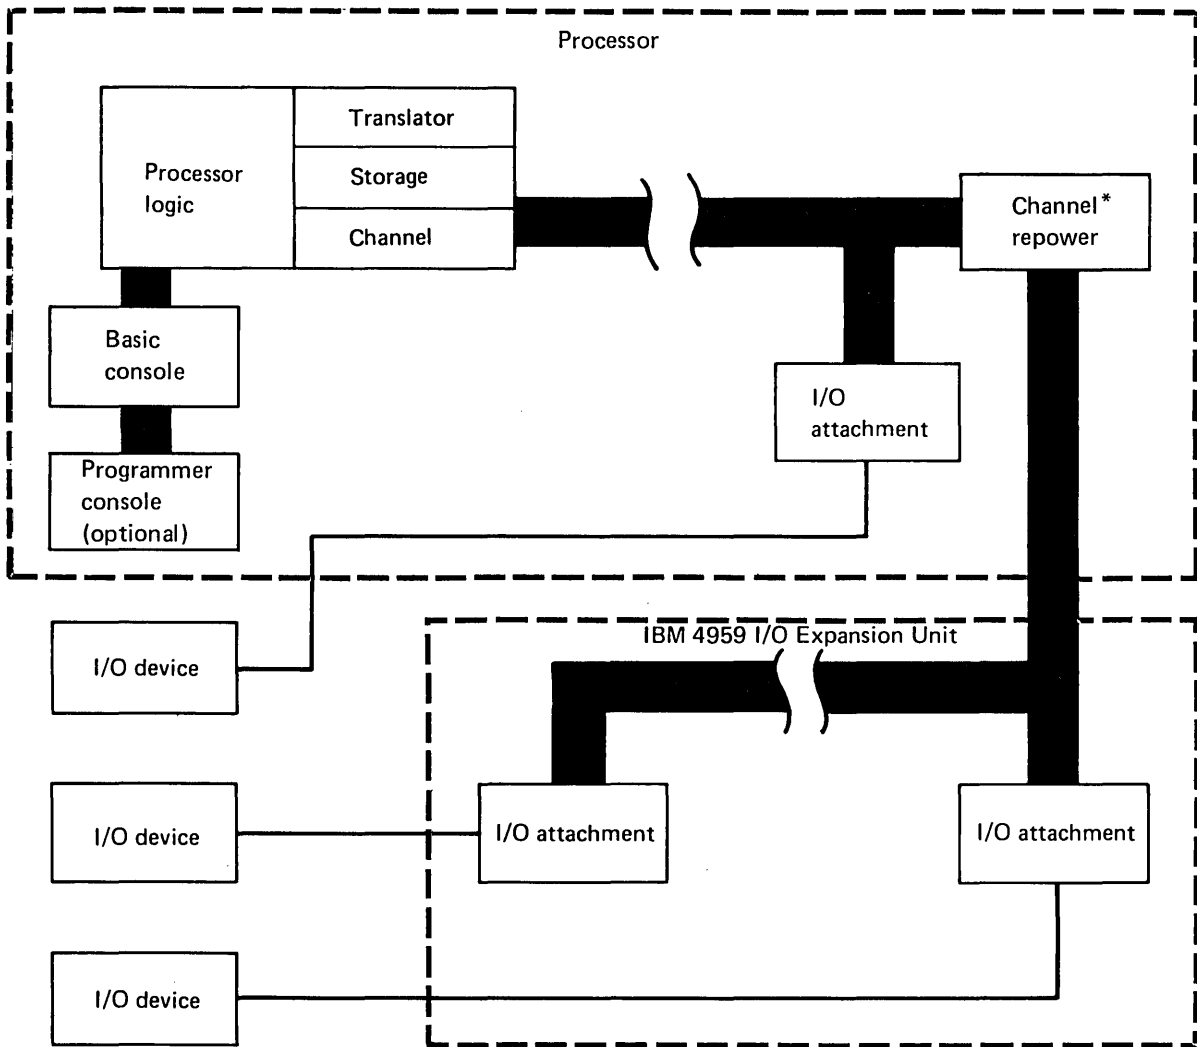 Processor
Processor
logic
Translator
Storage
Channel
Channel*
repower
Basic
console
I/O
attachment
Programmer
console
(optional)
IBM 4959 I/O Expansion Unit
I/O device
I/O attachment
I/O attachment
I/O device
I/O device